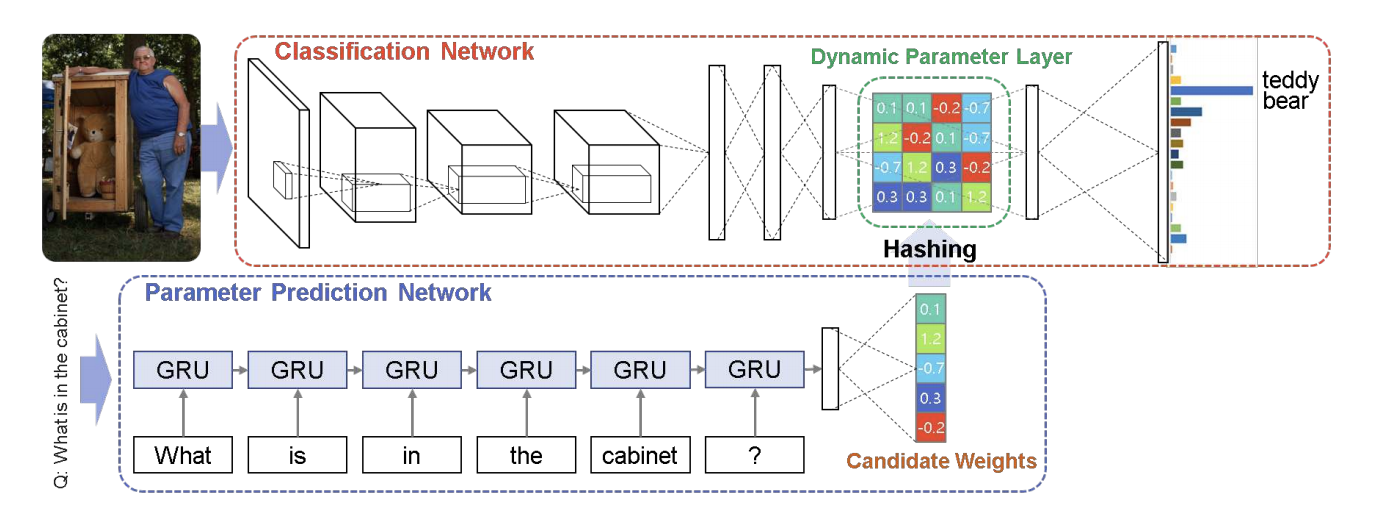 Classification Network
Dynamic Parameter Layer
teddy
bear
0.1 0.1 -0.2 -0.7
1.2 -0.2 0.1 -0.7
-0.7 1.2 0.3 -0.2
0.3 0.3 0.1 1.2
Hashing
Q: What is in the cabinet?
Parameter Prediction Network
GRU GRU GRU GRU GRU GRU
What is in the cabinet ?
0.1
1.2
-0.7
0.3
-0.2
Candidate Weights